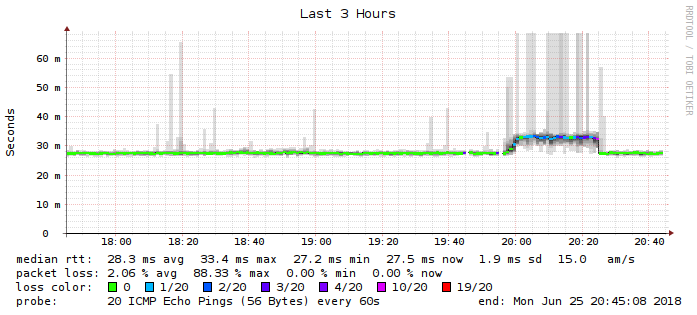 Last 3 Hours
RRDTOOL / TOBI OETIKER
Seconds
60 m
50 m
40 m
30 m
20 m
10 m
0
18:00 18:20 18:40 19:00 19:20 19:40 20:00 20:20 20:40
median rtt: 28.3 ms avg 33.4 ms max 27.2 ms min 27.5 ms now 1.9 ms sd 15.0 am/s
packet loss: 2.06 % avg 88.33 % max 0.00 % min 0.00 % now
loss color: 0 1/20 2/20 3/20 4/20 10/20 19/20
probe: 20 ICMP Echo Pings (56 Bytes) every 60s end: Mon Jun 25 20:45:08 2018